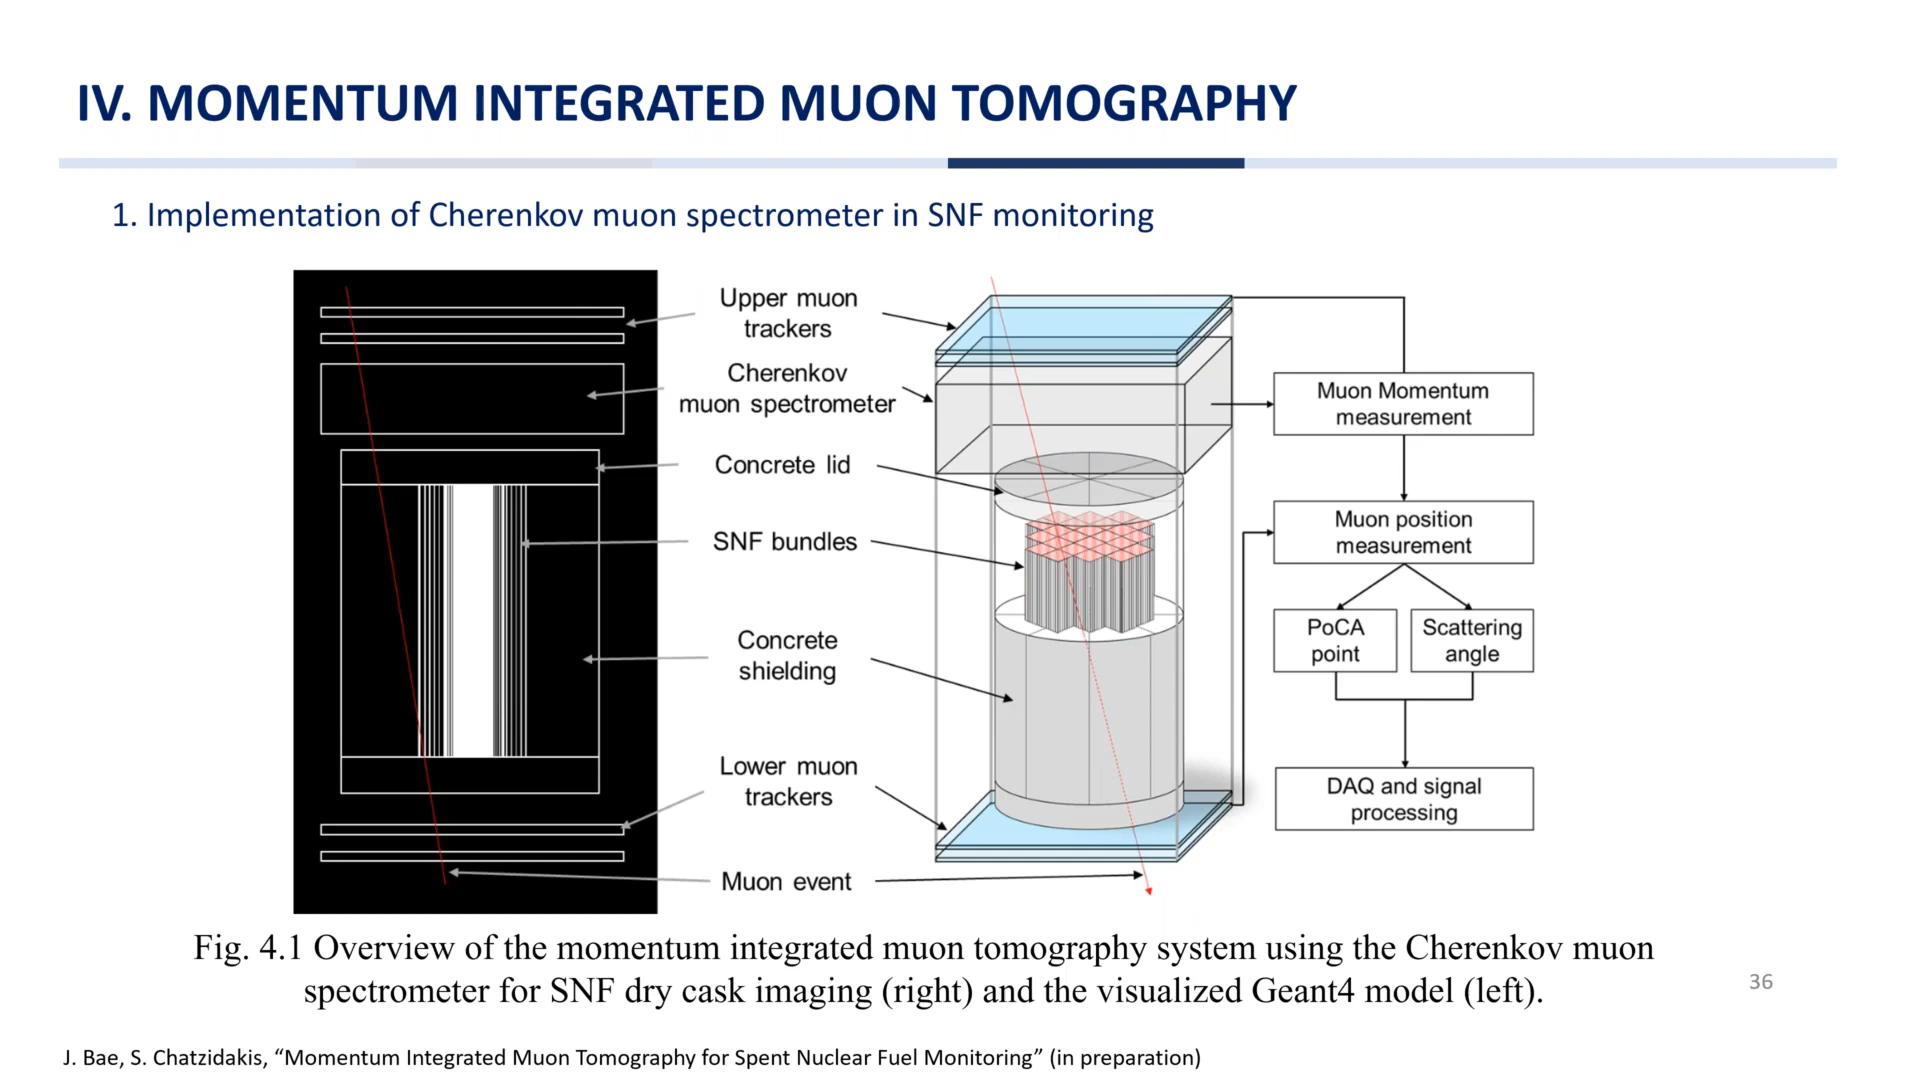 IV. MOMENTUM INTEGRATED MUON TOMOGRAPHY
1. Implementation of Cherenkov muon spectrometer in SNF monitoring
Upper muon
trackers
Cherenkov
muon spectrometer
Concrete lid
SNF bundles
Concrete
shielding
Lower muon
trackers
Muon event
Muon Momentum
measurement
Muon position
measurement
PoCA
point
Scattering
angle
DAQ and signal
processing
Fig. 4.1 Overview of the momentum integrated muon tomography system using the Cherenkov muon
spectrometer for SNF dry cask imaging (right) and the visualized Geant4 model (left).
36
J. Bae, S. Chatzidakis, “Momentum Integrated Muon Tomography for Spent Nuclear Fuel Monitoring” (in preparation)